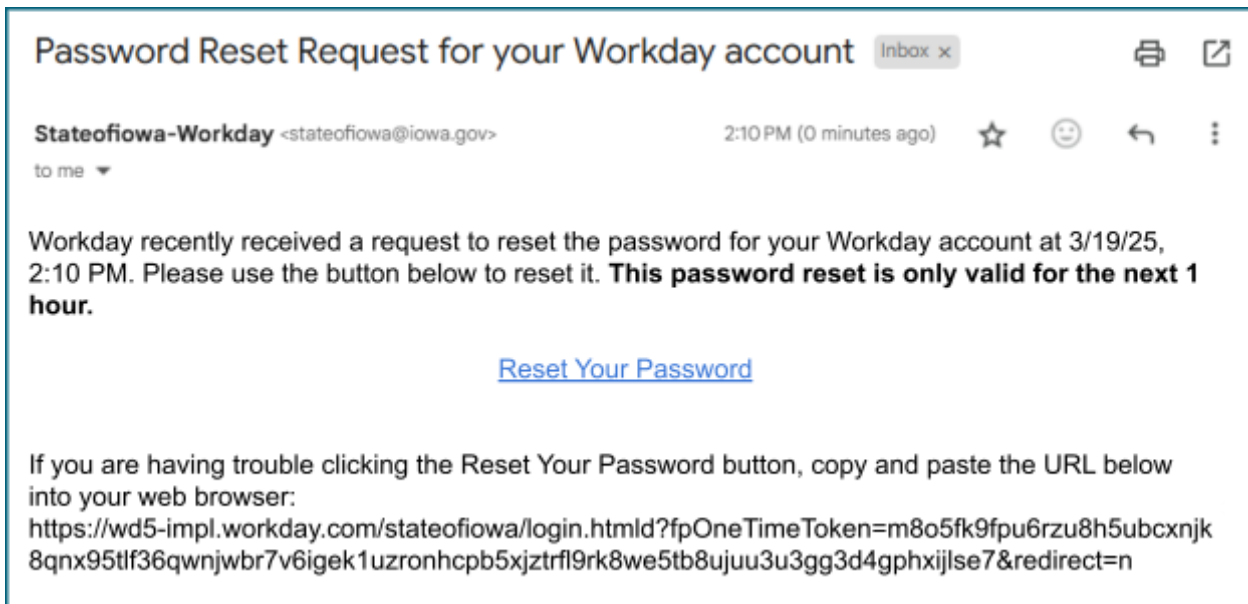 Password Reset Request for your Workday account Inbox x
Stateofiowa-Workday <stateofiowa@iowa.gov> 2:10 PM (0 minutes ago)
to me
Workday recently received a request to reset the password for your Workday account at 3/19/25,
2:10 PM. Please use the button below to reset it. This password reset is only valid for the next 1
hour.
Reset Your Password
If you are having trouble clicking the Reset Your Password button, copy and paste the URL below
into your web browser:
https://wd5-impl.workday.com/stateofiowa/login.htmld?fpOneTimeToken=m8o5fk9fpu6rzu8h5ubcxnjk
8qnx95tlf36qwnjwbr7v6igek1uzronhcpb5xjztrfl9rk8we5tb8ujuu3u3gg3d4gphxijlse7&redirect=n